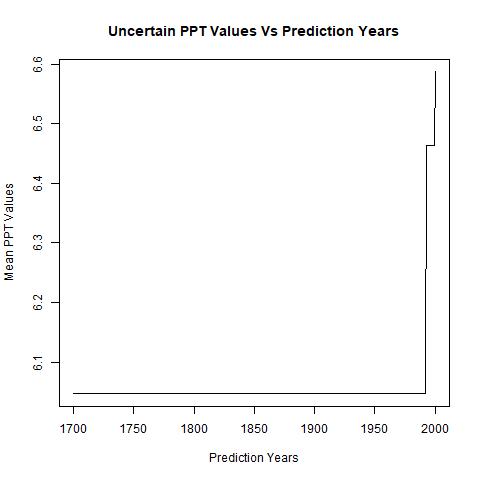 Uncertain PPT Values Vs Prediction Years
6.6
6.5
6.4
6.3
6.2
6.1
Mean PPT Values
1700 1750 1800 1850 1900 1950 2000
Prediction Years